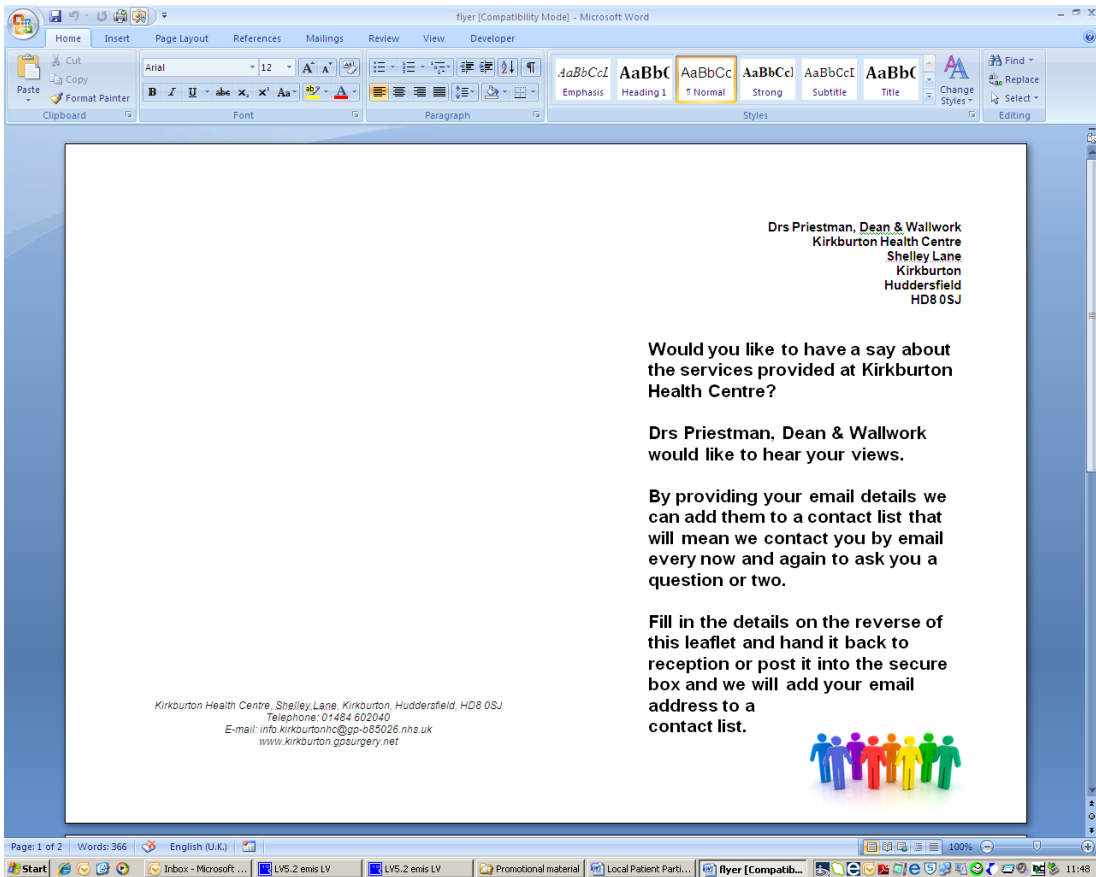 flyer [Compatibility Mode] - Microsoft Word
Home Insert Page Layout References Mailings Review View Developer
Paste
Cut
Copy
Format Painter
Clipboard
Arial 12
Font
Paragraph
AaBbCcI AaBb( AaBbCc AaBbCcI AaBbCcI AaBb(
Emphasis Heading 1 ¶ Normal Strong Subtitle Title
Change Styles
Styles
Find
Replace
Select
Editing
Drs Priestman, Dean & Wallwork
Kirkburton Health Centre
Shelley Lane
Kirkburton
Huddersfield
HD8 0SJ
Would you like to have a say about
the services provided at Kirkburton
Health Centre?
Drs Priestman, Dean & Wallwork
would like to hear your views.
By providing your email details we
can add them to a contact list that
will mean we contact you by email
every now and again to ask you a
question or two.
Fill in the details on the reverse of
this leaflet and hand it back to
reception or post it into the secure
box and we will add your email
address to a
contact list.
Kirkburton Health Centre, Shelley Lane, Kirkburton, Huddersfield, HD8 0SJ
Telephone: 01484 602040
E-mail: info.kirkburtonhc@gp-b85026.nhs.uk
www.kirkburton.gpsurgery.net
Page: 1 of 2 Words: 366 English (U.K.) 100%
Start Inbox - Microsoft ... LV5.2 emis LV LV5.2 emis LV Promotional material Local Patient Parti... flyer [Compatib... 11:48